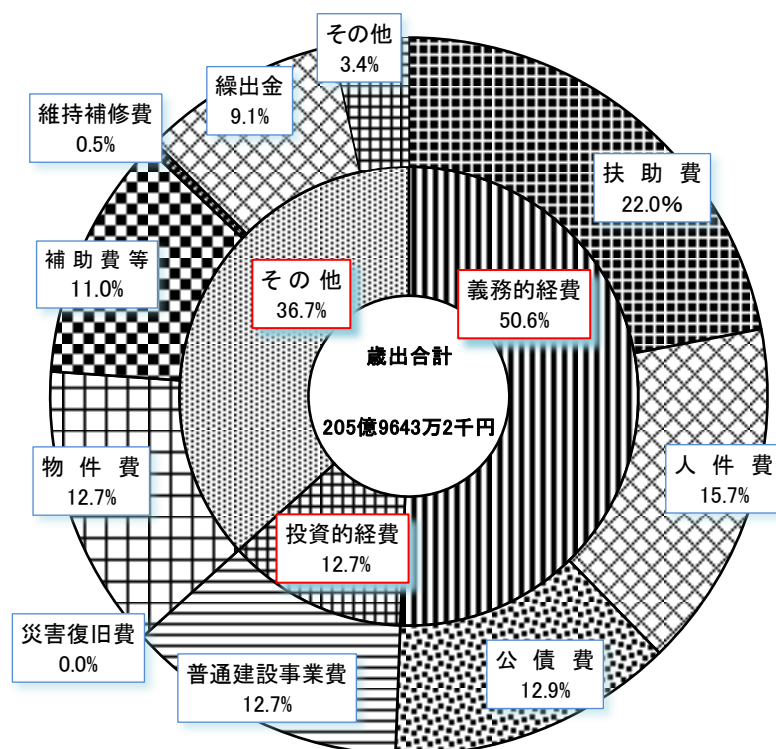 その他
3.4%
繰出金
9.1%
維持補修費
0.5%
扶助費
22.0%
補助費等
11.0%
その他
36.7%
義務的経費
50.6%
歳出合計
205億9643万2千円
人件費
15.7%
物件費
12.7%
投資的経費
12.7%
災害復旧費
0.0%
普通建設事業費
12.7%
公債費
12.9%